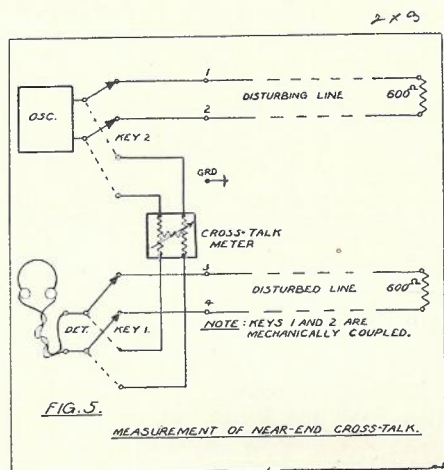 2 x 3
1
OSC.
DISTURBING LINE
600Ω
2
KEY 2
GRD
CROSS-TALK
METER
3
DISTURBED LINE
600Ω
DET.
KEY 1.
4
NOTE: KEYS 1 AND 2 ARE
MECHANICALLY COUPLED.
FIG. 5.
MEASUREMENT OF NEAR-END CROSS-TALK.